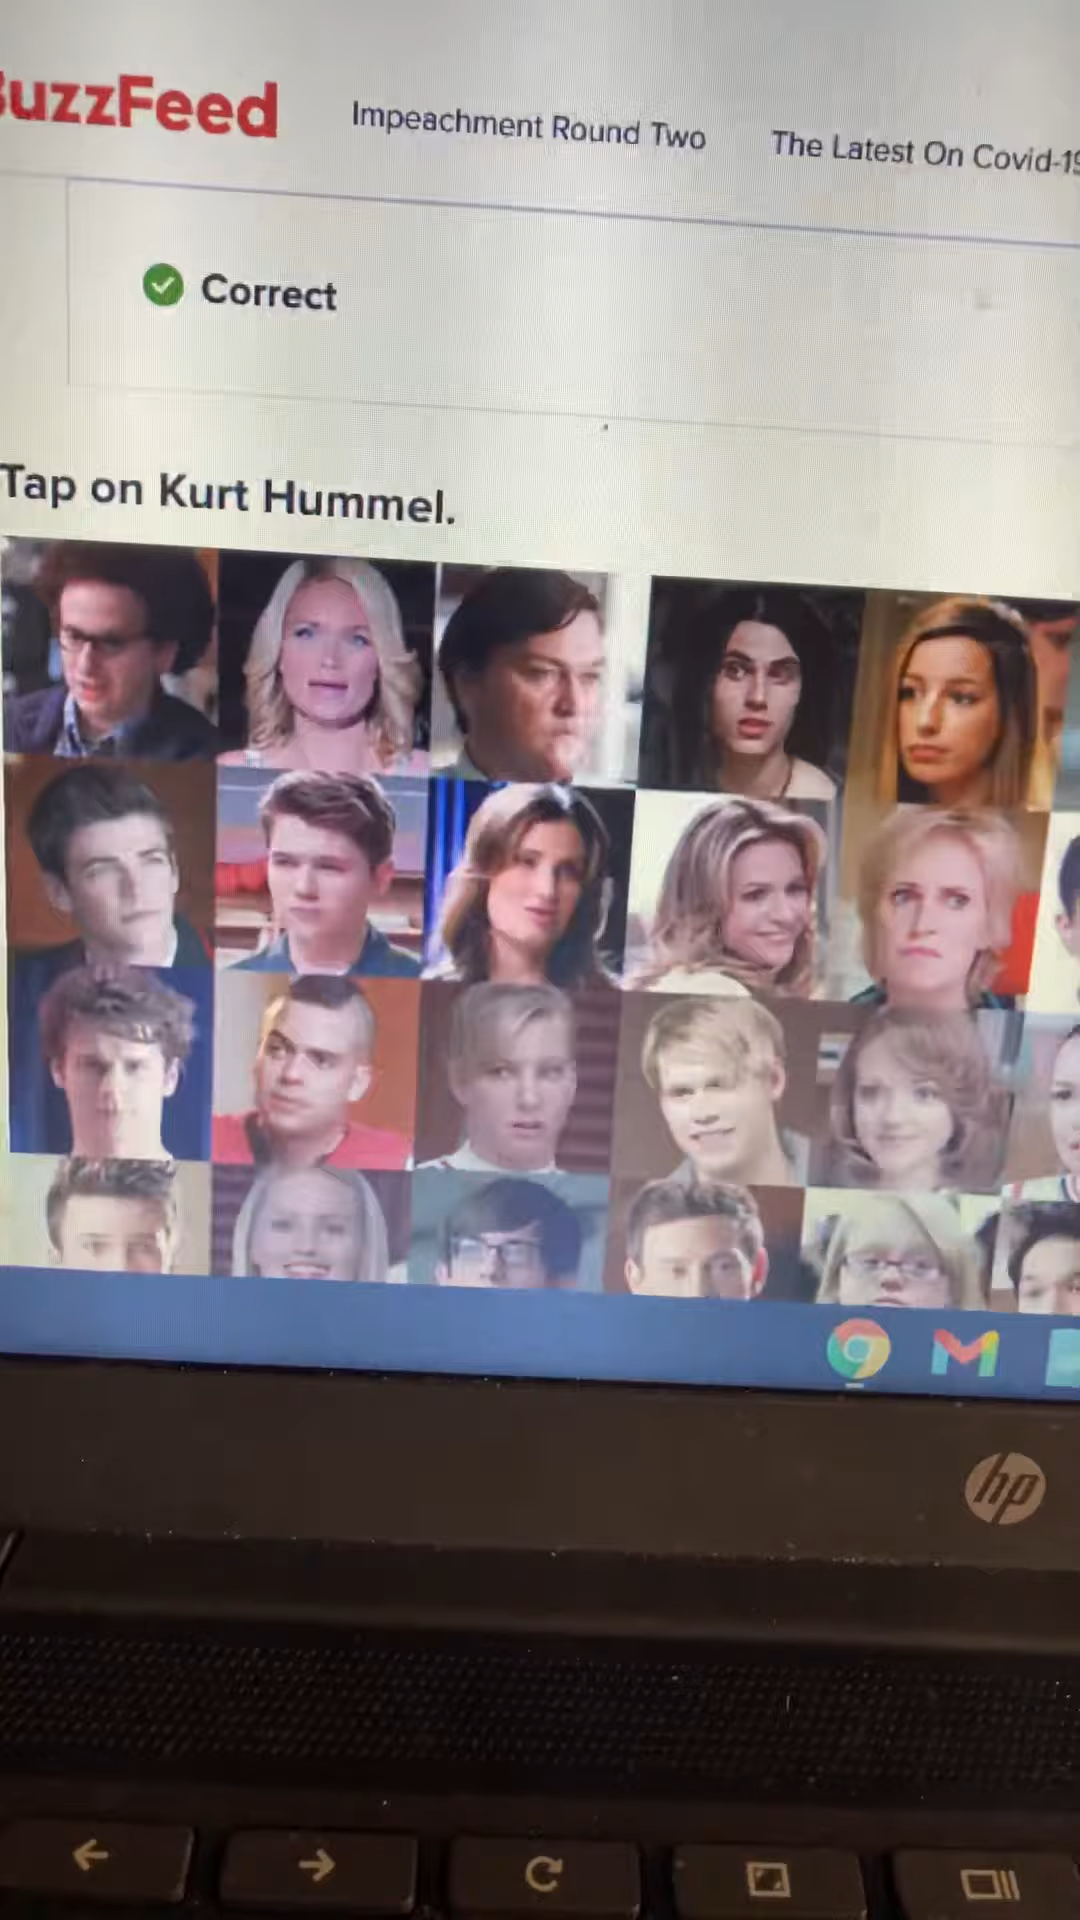 BuzzFeed
Impeachment Round Two
The Latest On Covid-19
Correct
Tap on Kurt Hummel.
hp